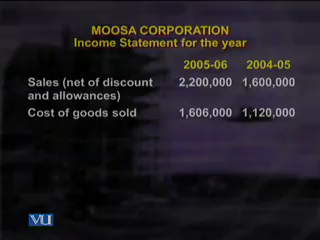 MOOSA CORPORATION
Income Statement for the year
2005-06 2004-05
Sales (net of discount 2,200,000 1,600,000
and allowances)
Cost of goods sold 1,606,000 1,120,000
VU